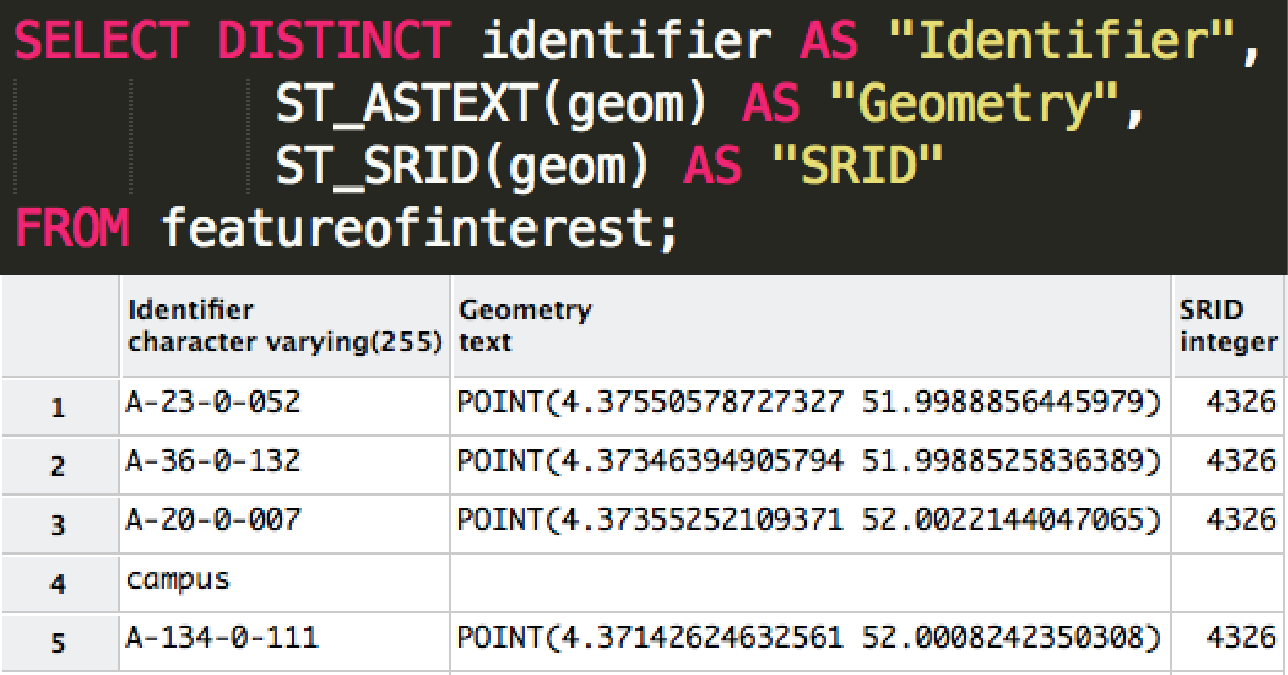 SELECT DISTINCT identifier AS "Identifier",
ST_ASTEXT(geom) AS "Geometry",
ST_SRID(geom) AS "SRID"
FROM featureofinterest;
Identifier Geometry SRID
character varying(255) text integer
1 A-23-0-052 POINT(4.37550578727327 51.9988856445979) 4326
2 A-36-0-132 POINT(4.37346394905794 51.9988525836389) 4326
3 A-20-0-007 POINT(4.37355252109371 52.0022144047065) 4326
4 campus
5 A-134-0-111 POINT(4.37142624632561 52.0008242350308) 4326